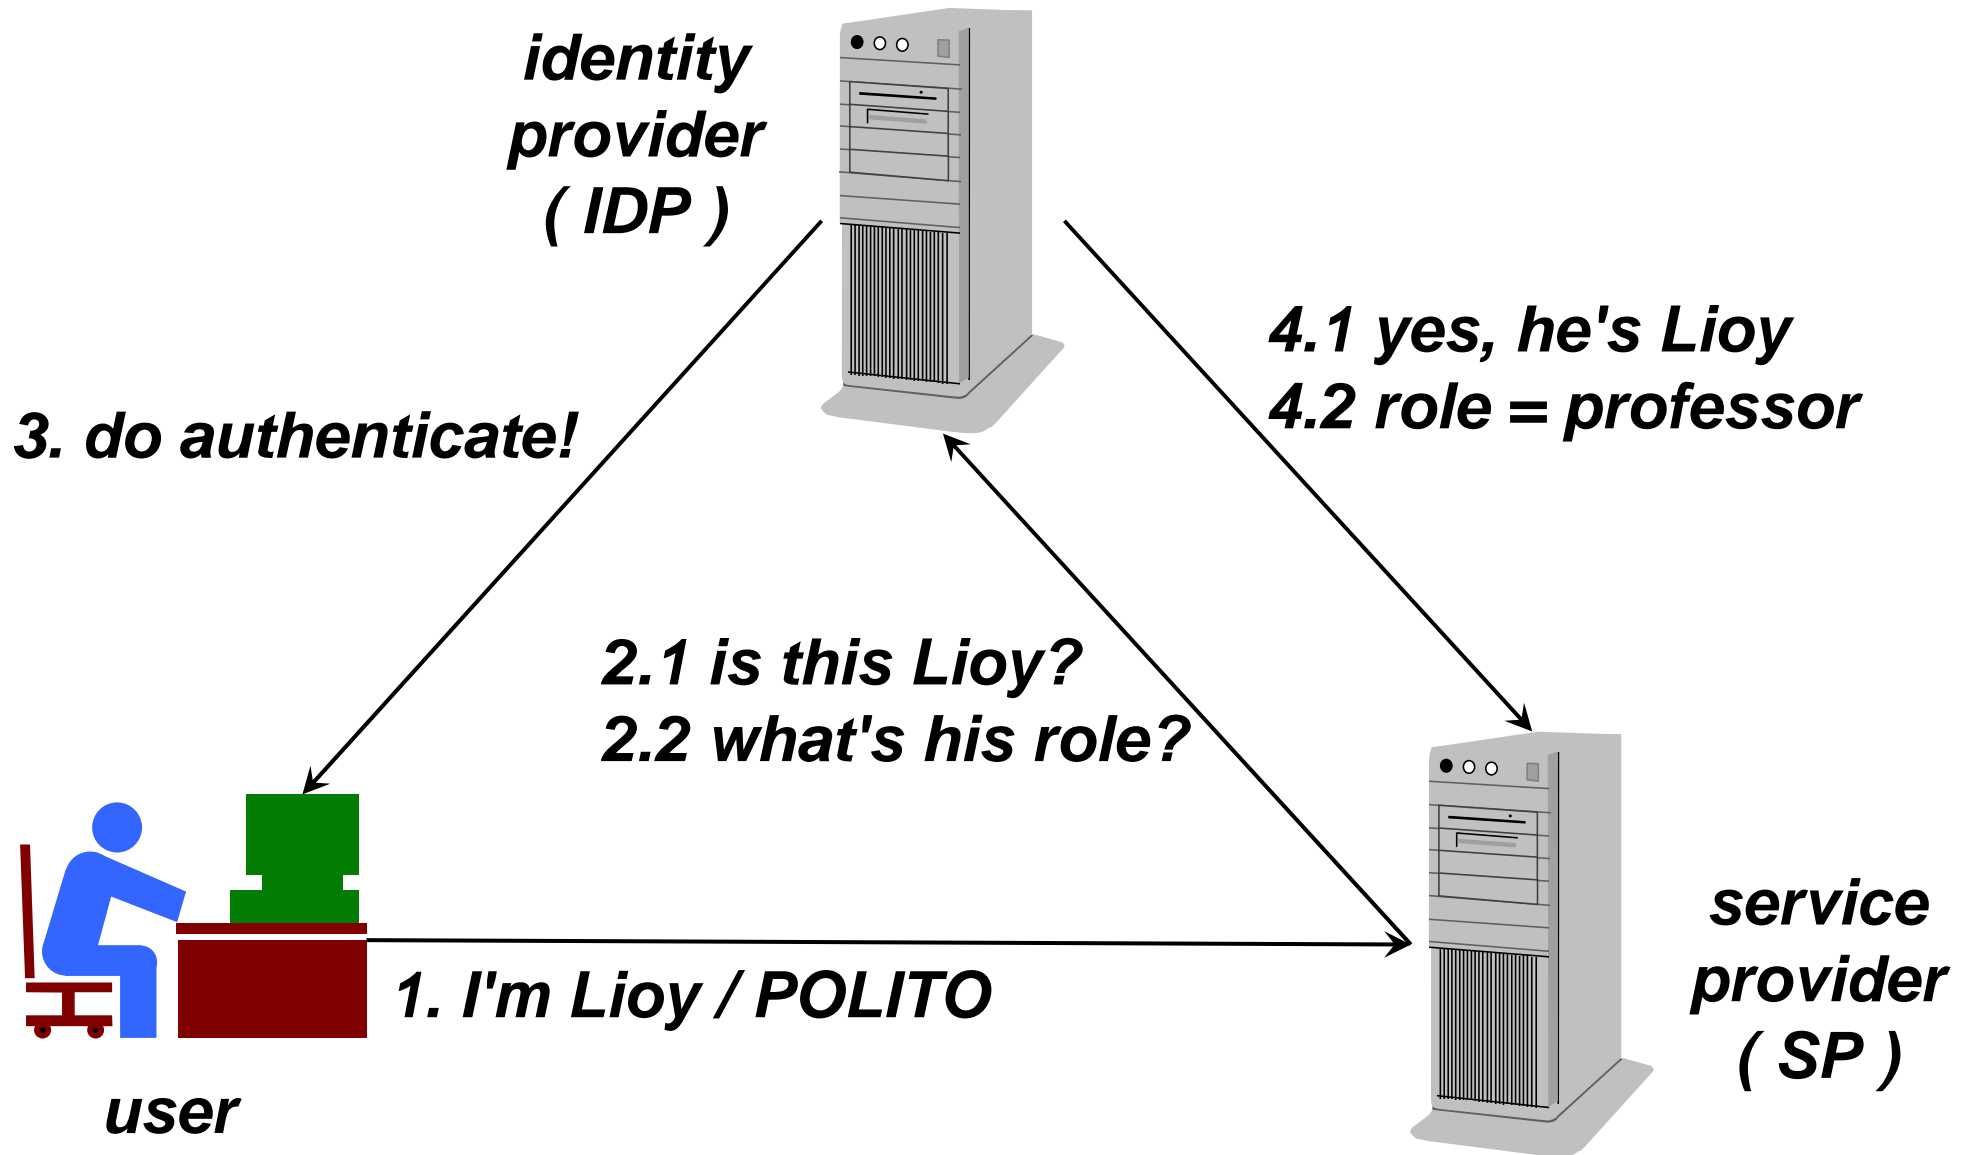 identity
provider
( IDP )
4.1 yes, he's Lioy
4.2 role = professor
3. do authenticate!
2.1 is this Lioy?
2.2 what's his role?
service
provider
( SP )
1. I'm Lioy / POLITO
user